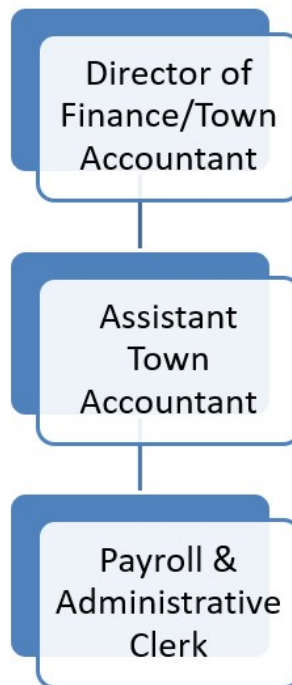 Director of
Finance/Town
Accountant
Assistant
Town
Accountant
Payroll &
Administrative
Clerk